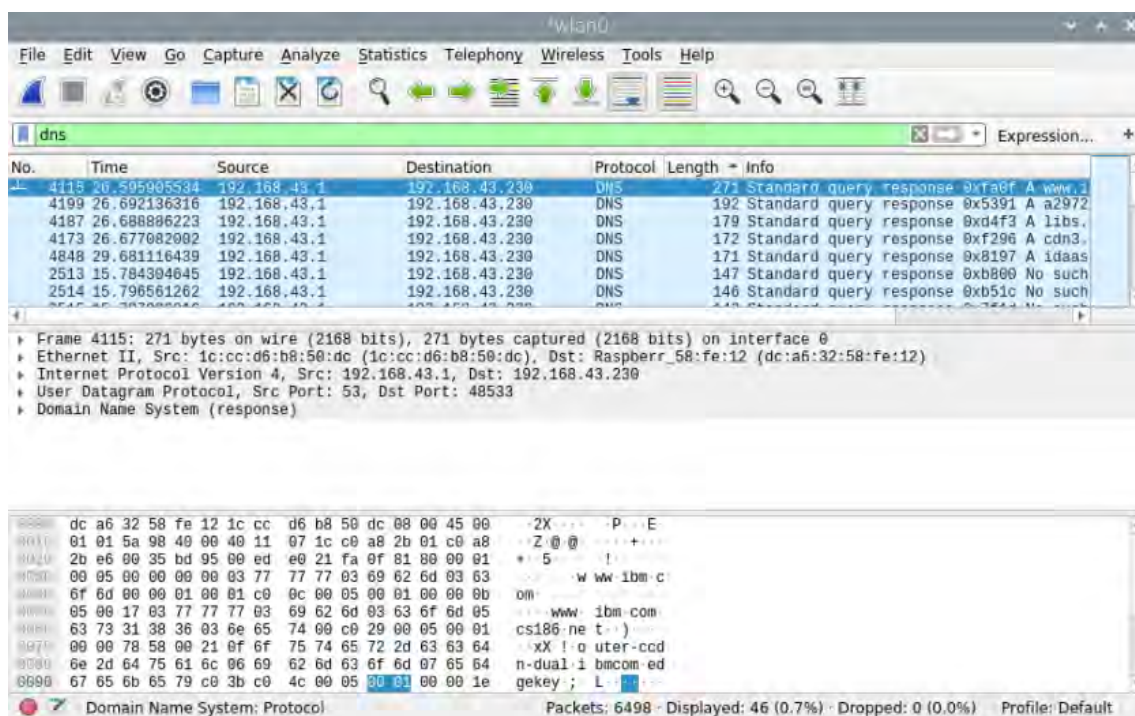 *wlan0
File Edit View Go Capture Analyze Statistics Telephony Wireless Tools Help
dns Expression... +
No. Time Source Destination Protocol Length Info
4115 26.595905534 192.168.43.1 192.168.43.230 DNS 271 Standard query response 0xfa0f A www.i
4199 26.692136316 192.168.43.1 192.168.43.230 DNS 192 Standard query response 0x5391 A a2972
4187 26.688886223 192.168.43.1 192.168.43.230 DNS 179 Standard query response 0xd4f3 A libs.
4173 26.677082002 192.168.43.1 192.168.43.230 DNS 172 Standard query response 0xf296 A cdn3.
4848 29.681116439 192.168.43.1 192.168.43.230 DNS 171 Standard query response 0x8197 A idaas
2513 15.784304645 192.168.43.1 192.168.43.230 DNS 147 Standard query response 0xb800 No such
2514 15.796561262 192.168.43.1 192.168.43.230 DNS 146 Standard query response 0xb51c No such
Frame 4115: 271 bytes on wire (2168 bits), 271 bytes captured (2168 bits) on interface 0
Ethernet II, Src: 1c:cc:d6:b8:50:dc (1c:cc:d6:b8:50:dc), Dst: Raspberr_58:fe:12 (dc:a6:32:58:fe:12)
Internet Protocol Version 4, Src: 192.168.43.1, Dst: 192.168.43.230
User Datagram Protocol, Src Port: 53, Dst Port: 48533
Domain Name System (response)
dc a6 32 58 fe 12 1c cc d6 b8 50 dc 08 00 45 00 ··2X···· ··P···E·
01 01 5a 98 40 00 40 11 07 1c c0 a8 2b 01 c0 a8 ··Z·@·@· ····+···
2b e6 00 35 bd 95 00 ed e0 21 fa 0f 81 80 00 01 +··5···· ·!······
00 05 00 00 00 00 03 77 77 77 03 69 62 6d 03 63 ·······w ww·ibm·c
6f 6d 00 00 01 00 01 c0 0c 00 05 00 01 00 00 0b om······ ········
05 00 17 03 77 77 77 03 69 62 6d 03 63 6f 6d 05 ····www· ibm·com·
63 73 31 38 36 03 6e 65 74 00 c0 29 00 05 00 01 cs186·ne t··)····
00 00 78 58 00 21 0f 6f 75 74 65 72 2d 63 63 64 ··xX·!·o uter-ccd
6e 2d 64 75 61 6c 06 69 62 6d 63 6f 6d 07 65 64 n-dual·i bmcom·ed
0090 67 65 6b 65 79 c0 3b c0 4c 00 05 00 01 00 00 1e gekey·;· L·······
Domain Name System: Protocol Packets: 6498 · Displayed: 46 (0.7%) · Dropped: 0 (0.0%) Profile: Default